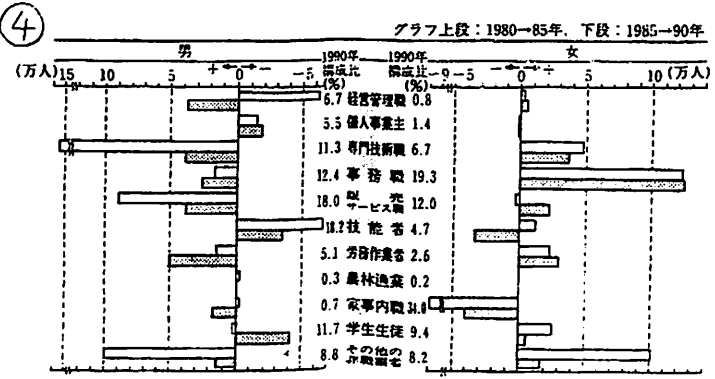 ④
グラフ上段：1980→85年．下段：1985→90年
男 女
1990年 構成比 (%) 1990年 構成比 (%)
(万人) 15 10 5 +←→− 0 −5 −9 −5 −←→+ 0 5 10 (万人)
6.7 経営管理職 0.8
5.5 個人事業主 1.4
11.3 専門技術職 6.7
12.4 事務職 19.3
18.0 販売サービス職 12.0
18.2 技能者 4.7
5.1 労務作業者 2.6
0.3 農林漁業 0.2
0.7 家事内職 34.0
11.7 学生生徒 9.4
8.8 その他の非職業者 8.2